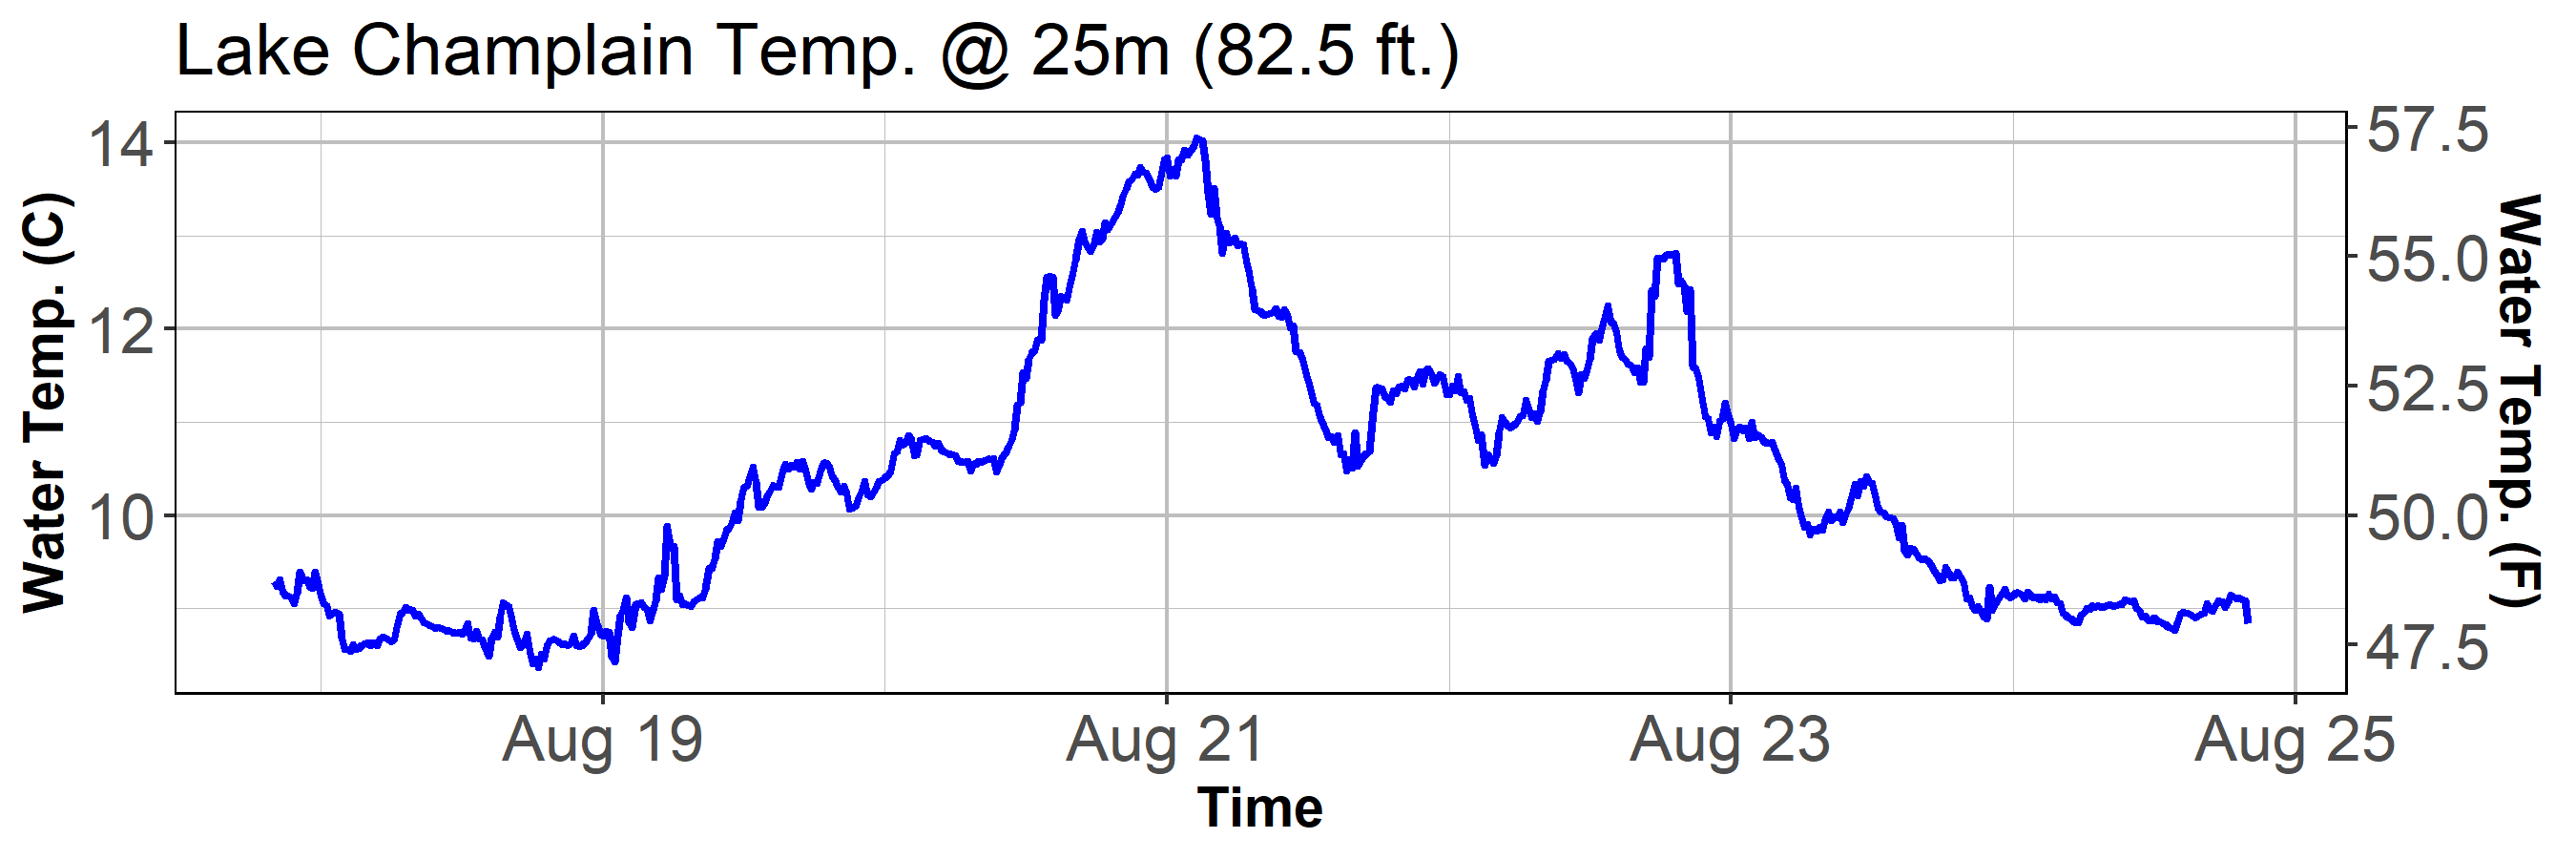 Lake Champlain Temp. @ 25m (82.5 ft.)
Water Temp. (C)
14
12
10
57.5
55.0
52.5
50.0
47.5
Water Temp. (F)
Aug 19 Aug 21 Aug 23 Aug 25
Time